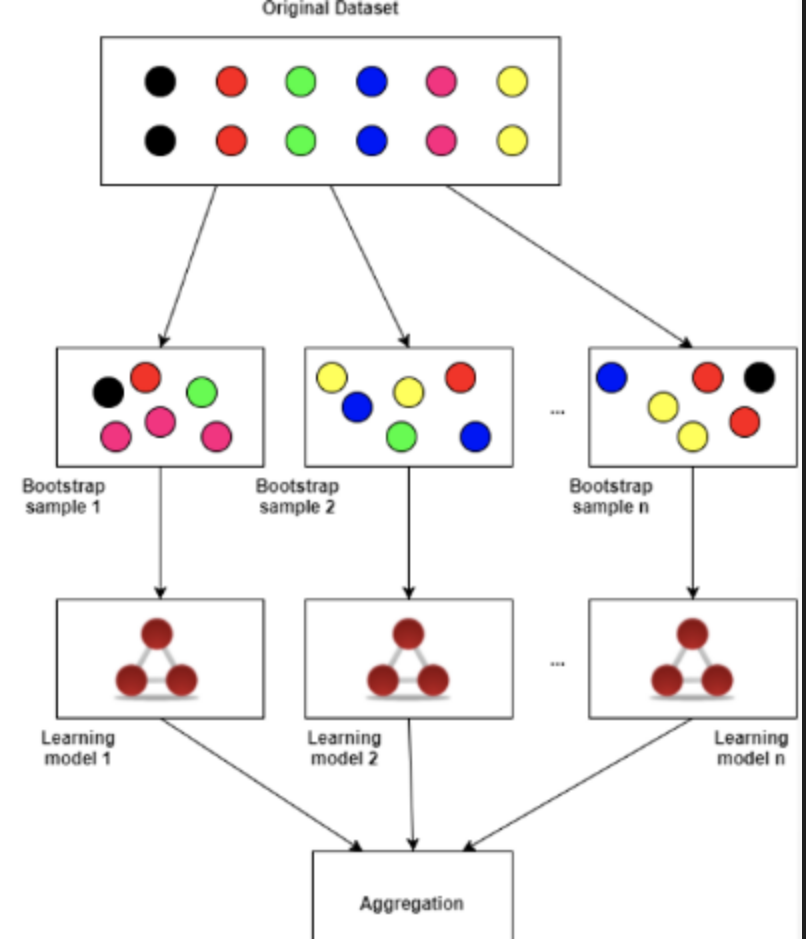 Original Dataset
...
Bootstrap
sample 1
Bootstrap
sample 2
Bootstrap
sample n
...
Learning
model 1
Learning
model 2
Learning
model n
Aggregation